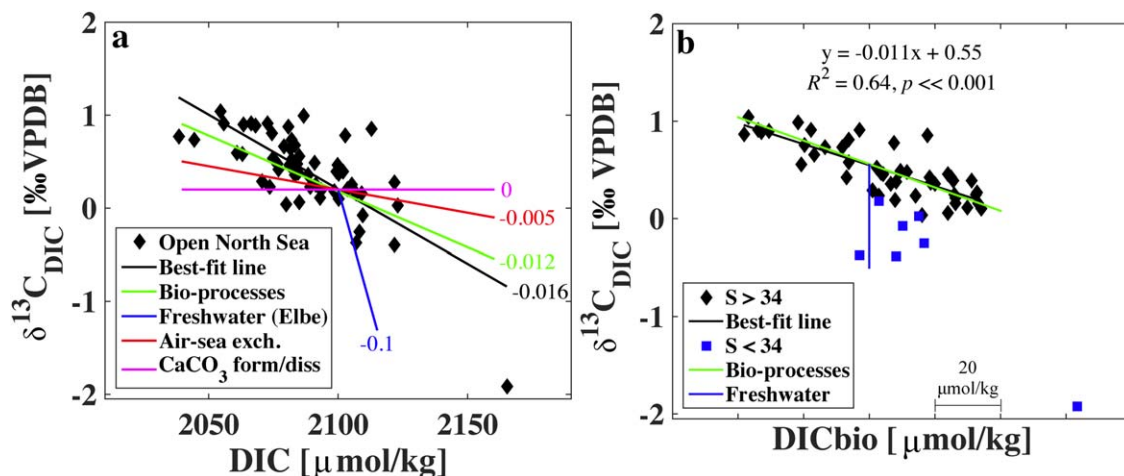 a
δ¹³C_DIC [‰ VPDB]
2
1
0
-1
-2
0
-0.005
-0.012
-0.016
-0.1
Open North Sea
Best-fit line
Bio-processes
Freshwater (Elbe)
Air-sea exch.
CaCO₃ form/diss
2050
2100
2150
DIC [μmol/kg]
b
y = -0.011x + 0.55
R² = 0.64, p << 0.001
δ¹³C_DIC [‰ VPDB]
2
1
0
-1
-2
S > 34
Best-fit line
S < 34
Bio-processes
Freshwater
20
μmol/kg
DICbio [μmol/kg]